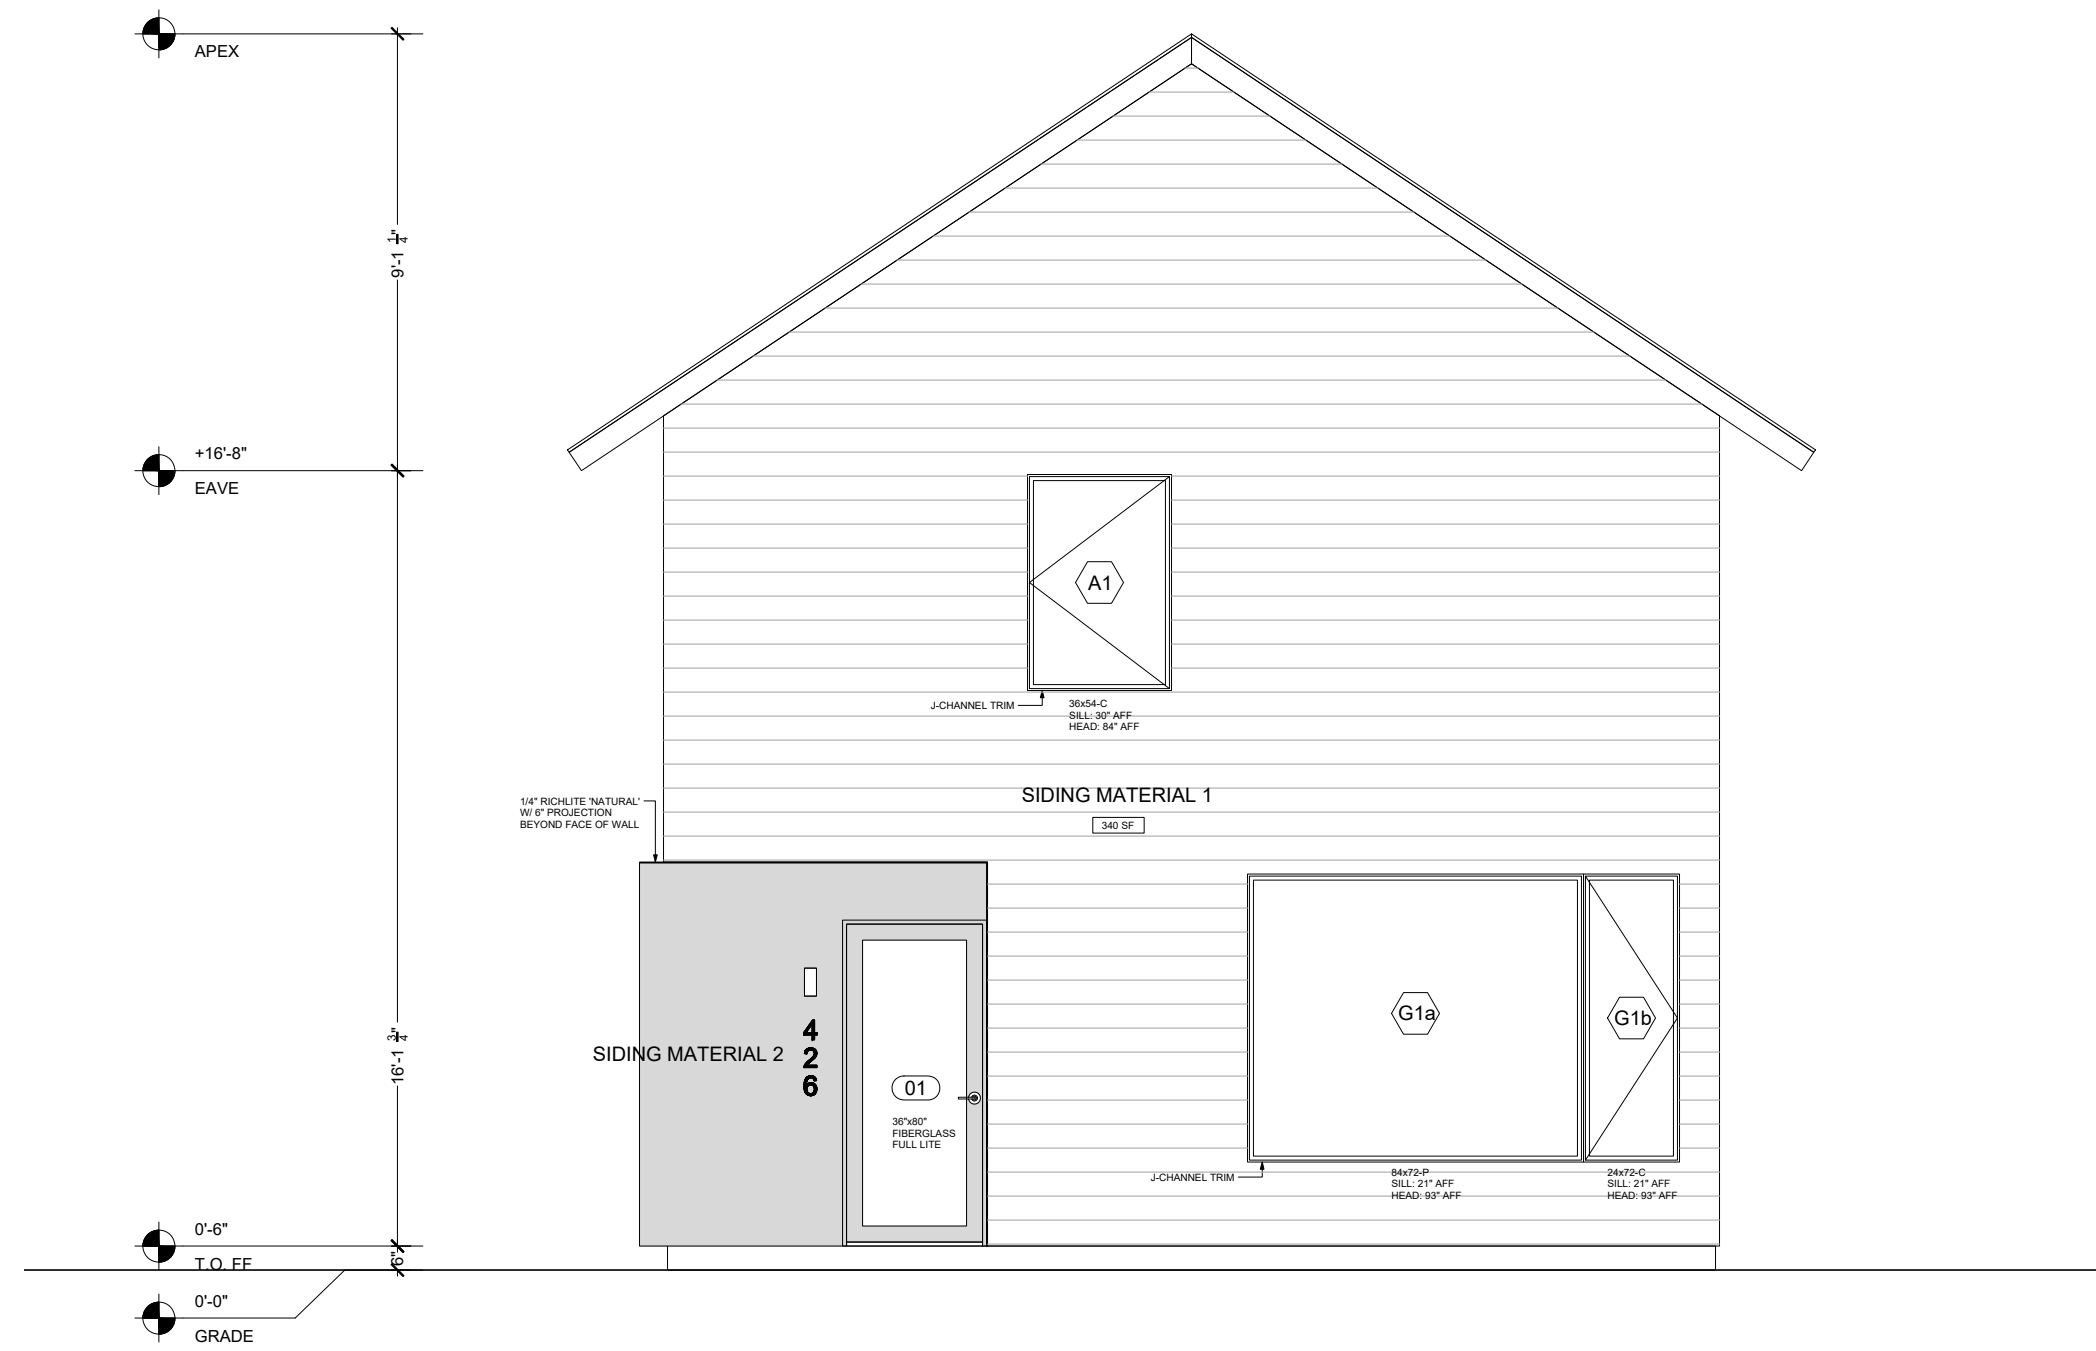 APEX
9'-1 1/4"
+16'-8"
EAVE
A1
J-CHANNEL TRIM
36x54-C
SILL: 30" AFF
HEAD: 84" AFF
SIDING MATERIAL 1
340 SF
1/4" RICHLITE 'NATURAL'
W/ 6" PROJECTION
BEYOND FACE OF WALL
16'-1 3/4"
SIDING MATERIAL 2
4
2
6
01
36"x80"
FIBERGLASS
FULL LITE
G1a
G1b
J-CHANNEL TRIM
84x72-P
SILL: 21" AFF
HEAD: 93" AFF
24x72-C
SILL: 21" AFF
HEAD: 93" AFF
0'-6"
T.O. FF
6"
0'-0"
GRADE